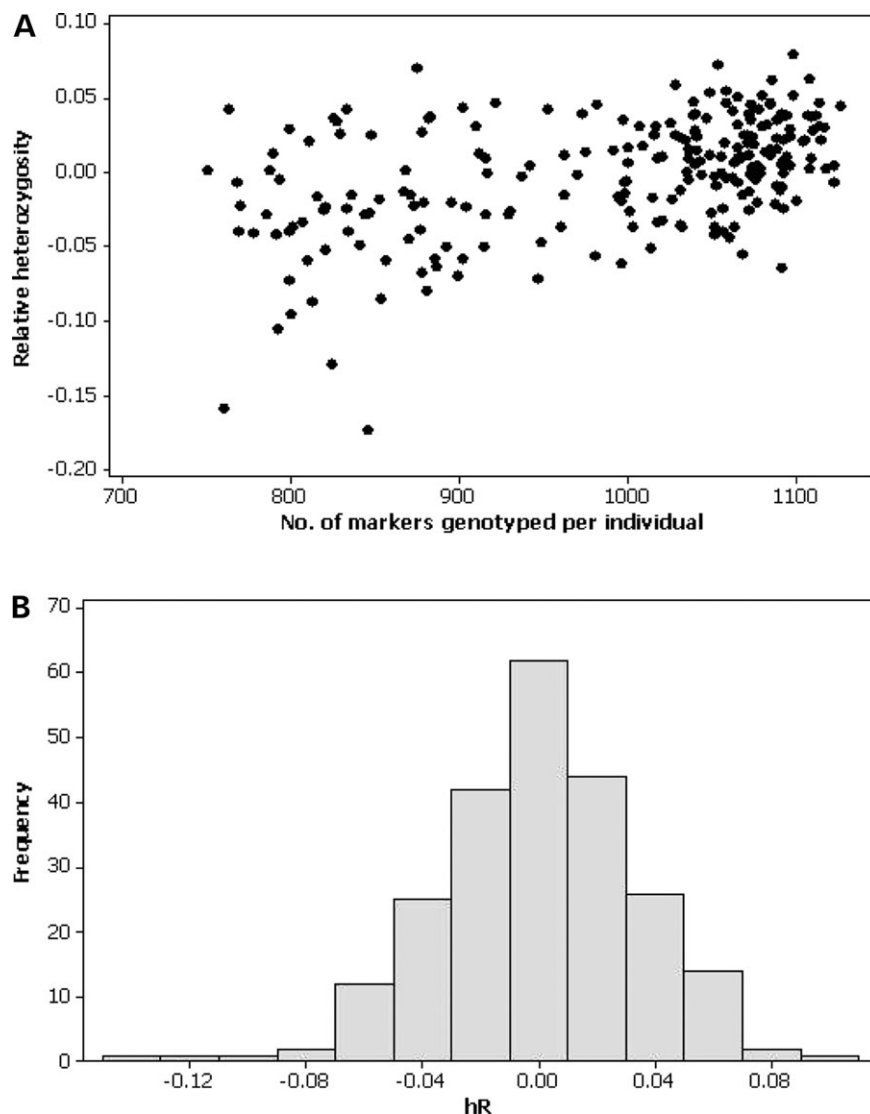 A
0.10
0.05
0.00
-0.05
-0.10
-0.15
-0.20
Relative heterozygosity
700 800 900 1000 1100
No. of markers genotyped per individual
B
70
60
50
40
30
20
10
0
Frequency
-0.12 -0.08 -0.04 0.00 0.04 0.08
hR